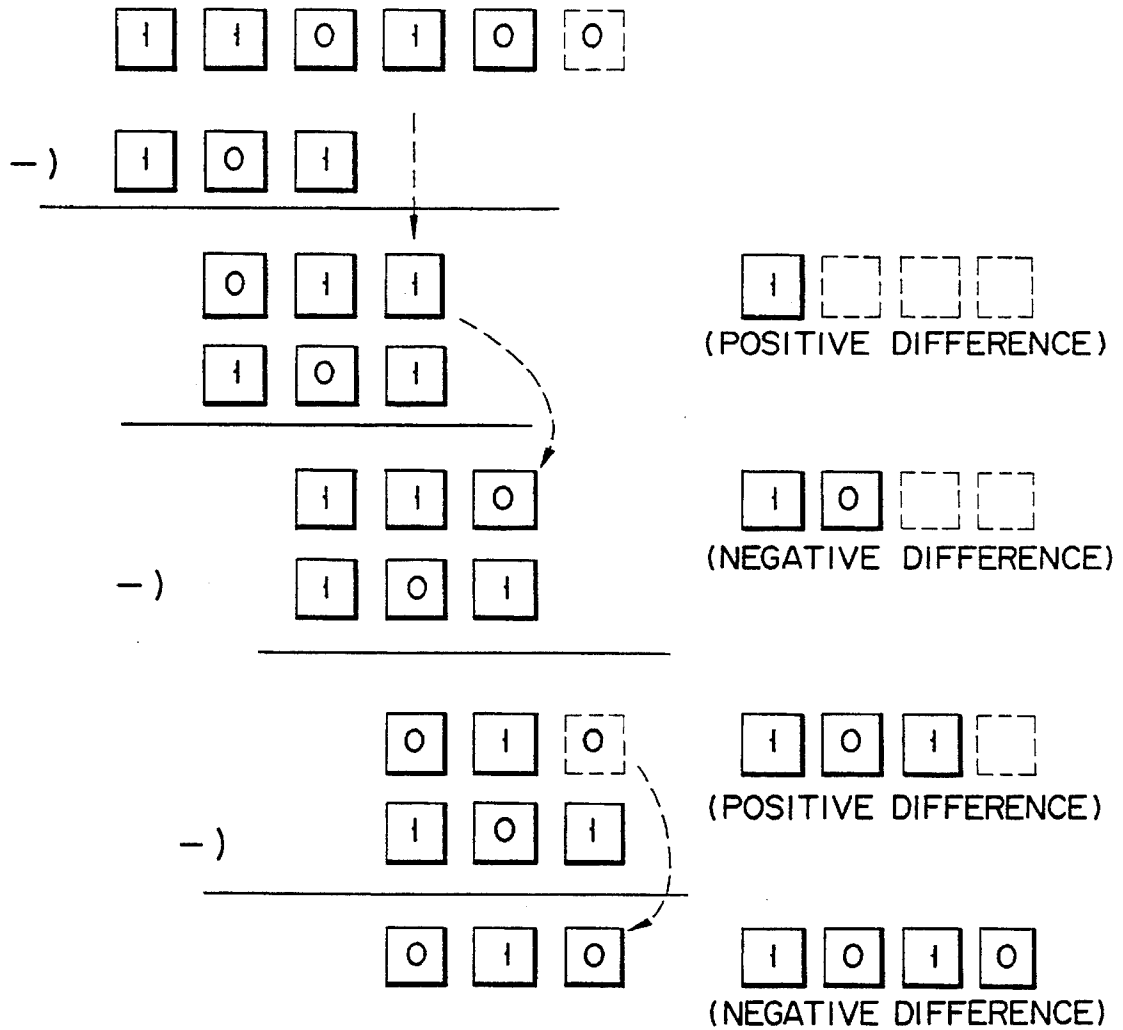 1 1 0 1 0 0
-) 1 0 1
0 1 1 1
(POSITIVE DIFFERENCE)
1 0 1
1 1 0 1 0
(NEGATIVE DIFFERENCE)
-) 1 0 1
0 1 0 1 0 1
(POSITIVE DIFFERENCE)
-) 1 0 1
0 1 0 1 0 1 0
(NEGATIVE DIFFERENCE)